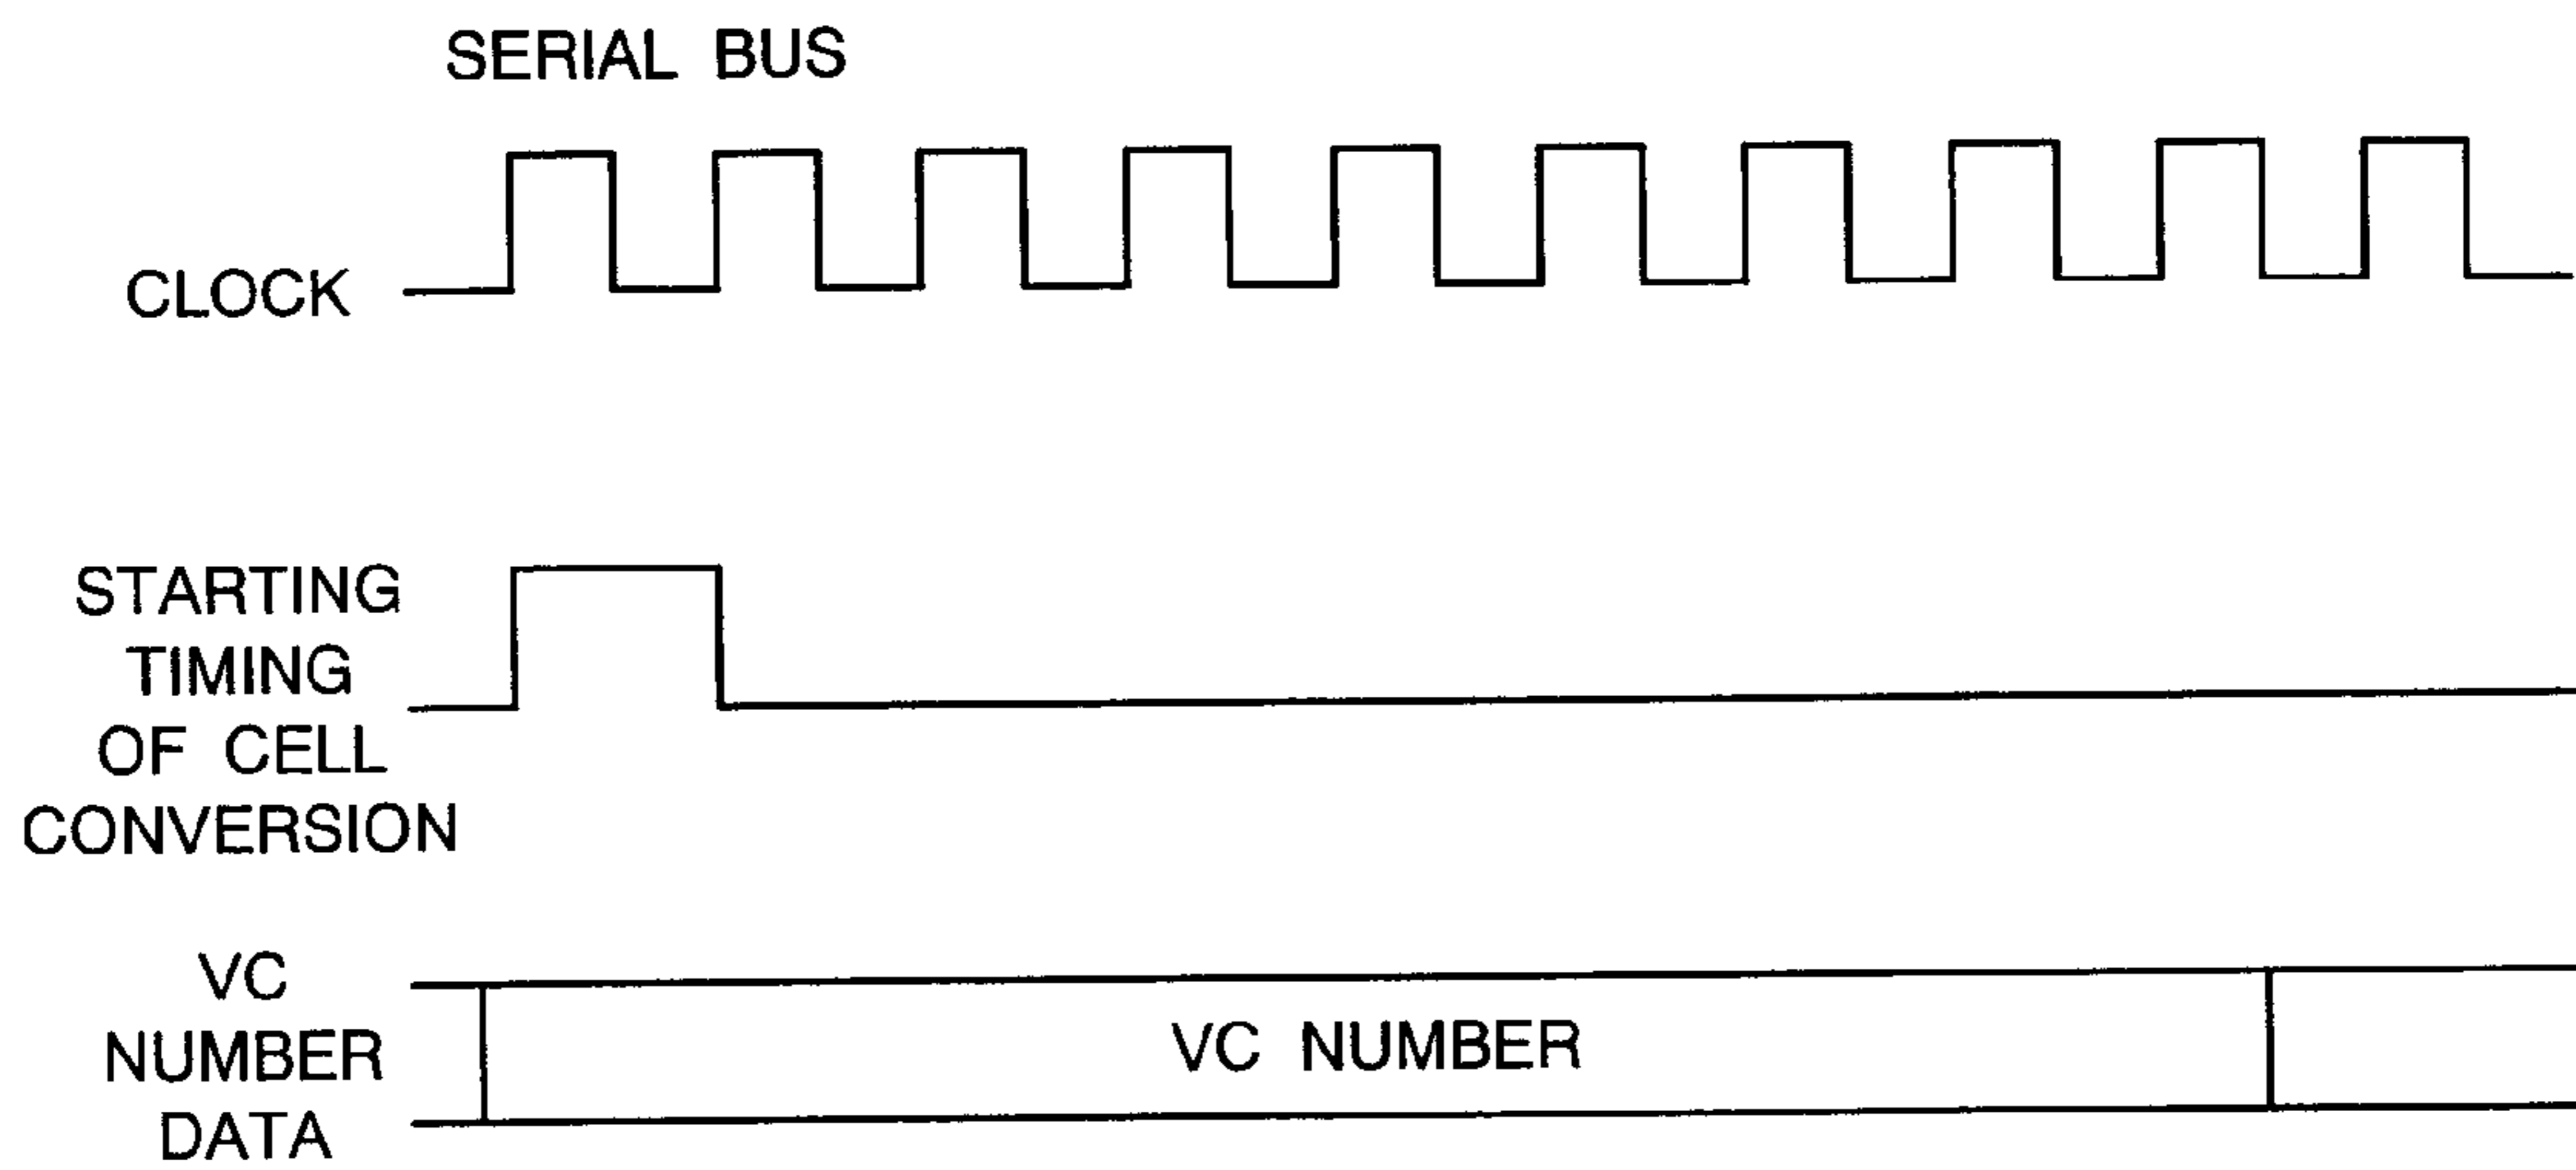 SERIAL BUS
CLOCK
STARTING
TIMING
OF CELL
CONVERSION
VC
NUMBER
DATA
VC NUMBER